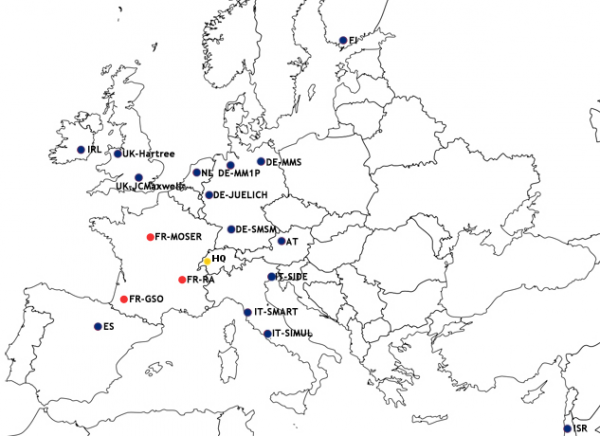 FI
IRL
UK-Hartree
DE-MMS
NL
DE-MM1P
UK-JCMaxwell
DE-JUELICH
DE-SMSM
FR-MOSER
AT
HQ
IT-SIDE
FR-RA
FR-GSO
IT-SMART
ES
IT-SIMUL
ISR